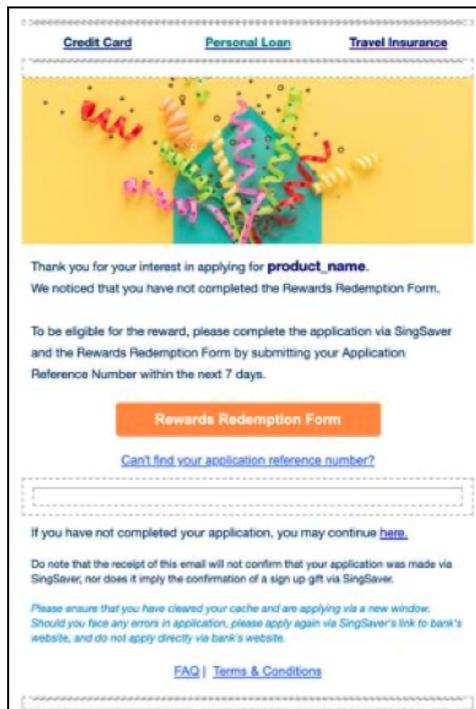 Credit Card Personal Loan Travel Insurance
Thank you for your interest in applying for product_name.
We noticed that you have not completed the Rewards Redemption Form.
To be eligible for the reward, please complete the application via SingSaver
and the Rewards Redemption Form by submitting your Application
Reference Number within the next 7 days.
Rewards Redemption Form
Can't find your application reference number?
If you have not completed your application, you may continue here.
Do note that the receipt of this email will not confirm that your application was made via
SingSaver, nor does it imply the confirmation of a sign up gift via SingSaver.
Please ensure that you have cleared your cache and are applying via a new window.
Should you face any errors in application, please apply again via SingSaver's link to bank's
website, and do not apply directly via bank's website.
FAQ | Terms & Conditions